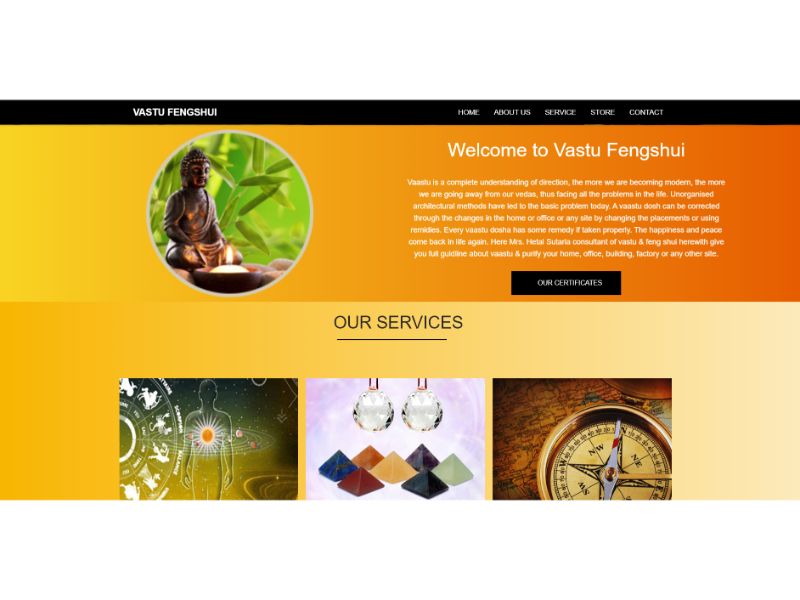 VASTU FENGSHUI
HOME ABOUT US SERVICE STORE CONTACT
Welcome to Vastu Fengshui
Vaastu is a complete understanding of direction, the more we are becoming modern, the more
we are going away from our vedas, thus facing all the problems in the life. Unorganised
architectural methods have led to the basic problem today. A vaastu dosh can be corrected
through the changes in the home or office or any site by changing the placements or using
remidies. Every vaastu dosha has some remedy if taken properly. The happiness and peace
come back in life again. Here Mrs. Hetal Sutaria consultant of vastu & feng shui herewith give
you full guidline about vaastu & purify your home, office, building, factory or any other site.
OUR CERTIFICATES
OUR SERVICES
NW
N
NE
W